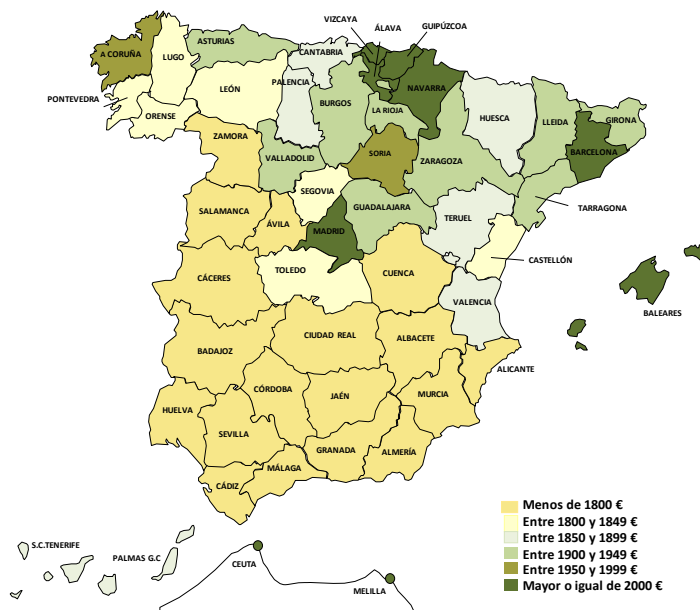 VIZCAYA
ÁLAVA
GUIPÚZCOA
A CORUÑA
LUGO
ASTURIAS
CANTABRIA
NAVARRA
PONTEVEDRA
ORENSE
LEÓN
PALENCIA
BURGOS
LA RIOJA
HUESCA
LLEIDA
GIRONA
BARCELONA
ZAMORA
VALLADOLID
SORIA
ZARAGOZA
TARRAGONA
SEGOVIA
SALAMANCA
ÁVILA
MADRID
GUADALAJARA
TERUEL
CASTELLÓN
CÁCERES
TOLEDO
CUENCA
VALENCIA
BALEARES
BADAJOZ
CIUDAD REAL
ALBACETE
ALICANTE
CÓRDOBA
JAÉN
MURCIA
HUELVA
SEVILLA
GRANADA
ALMERÍA
MÁLAGA
CÁDIZ
S.C.TENERIFE
PALMAS G.C
CEUTA
MELILLA
Menos de 1800 €
Entre 1800 y 1849 €
Entre 1850 y 1899 €
Entre 1900 y 1949 €
Entre 1950 y 1999 €
Mayor o igual de 2000 €